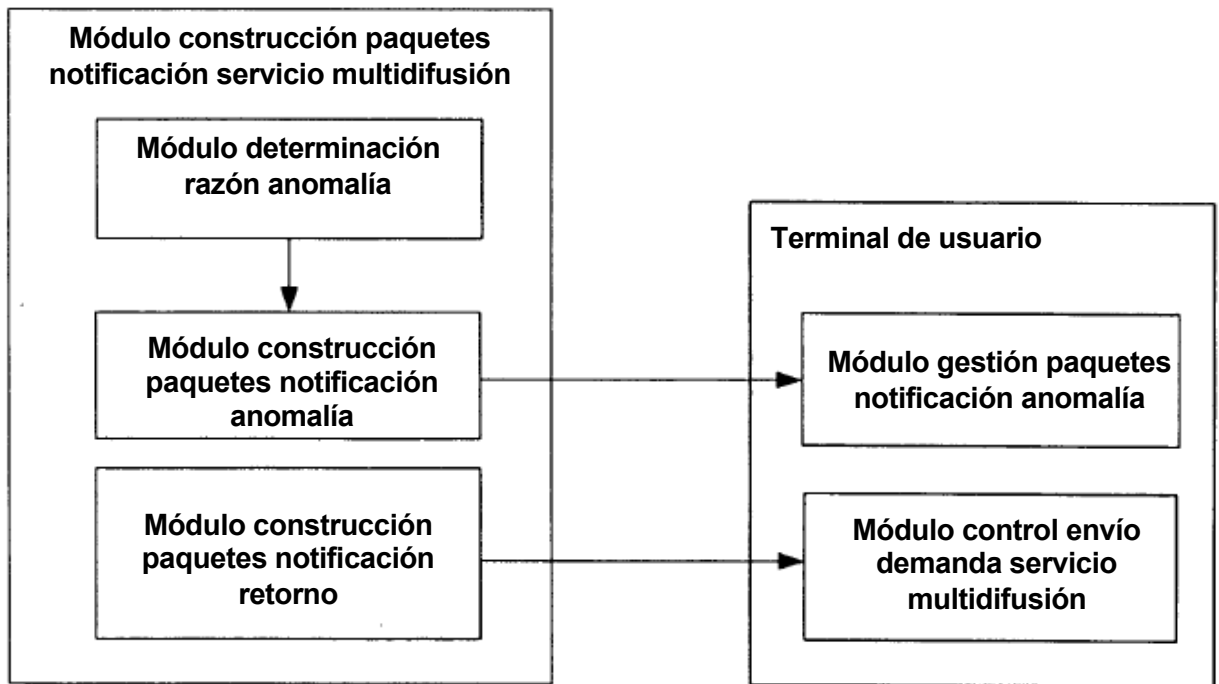 Módulo construcción paquetes
notificación servicio multidifusión
Módulo determinación
razón anomalía
Módulo construcción
paquetes notificación
anomalía
Módulo construcción
paquetes notificación
retorno
Terminal de usuario
Módulo gestión paquetes
notificación anomalía
Módulo control envío
demanda servicio
multidifusión